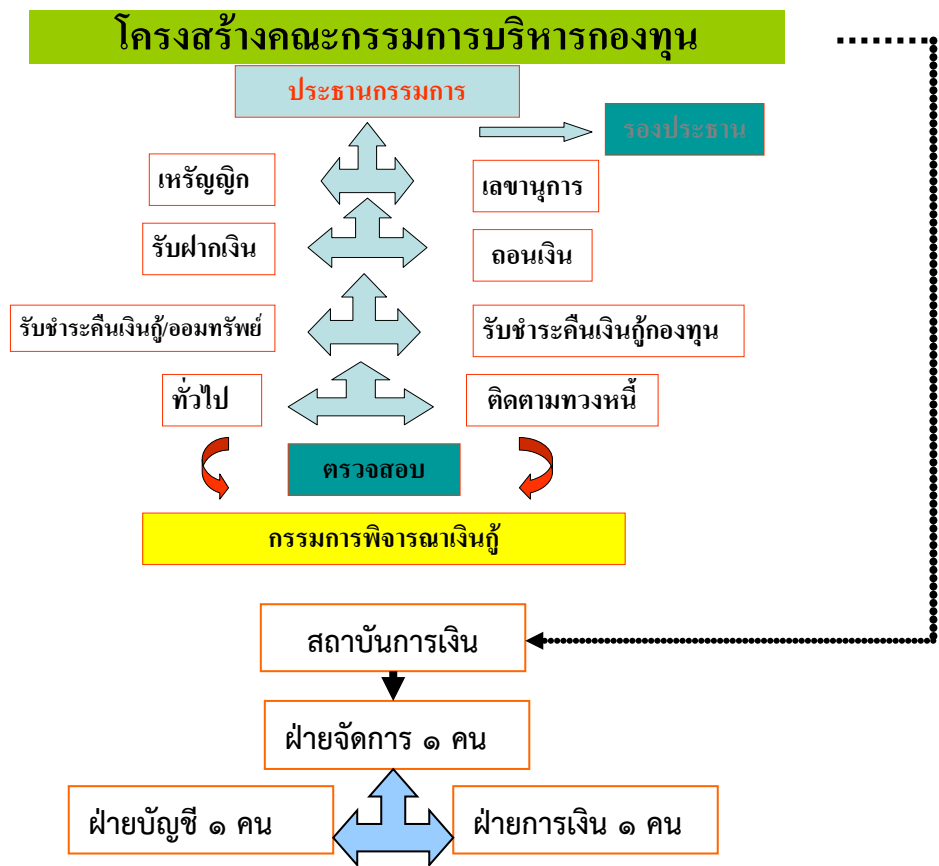 โครงสร้างคณะกรรมการบริหารกองทุน
ประธานกรรมการ
รองประธาน
เหรัญญิก
เลขานุการ
รับฝากเงิน
ถอนเงิน
รับชำระคืนเงินกู้/ออมทรัพย์
รับชำระคืนเงินกู้กองทุน
ทั่วไป
ติดตามทวงหนี้
ตรวจสอบ
กรรมการพิจารณาเงินกู้
สถาบันการเงิน
ฝ่ายจัดการ ๑ คน
ฝ่ายบัญชี ๑ คน
ฝ่ายการเงิน ๑ คน